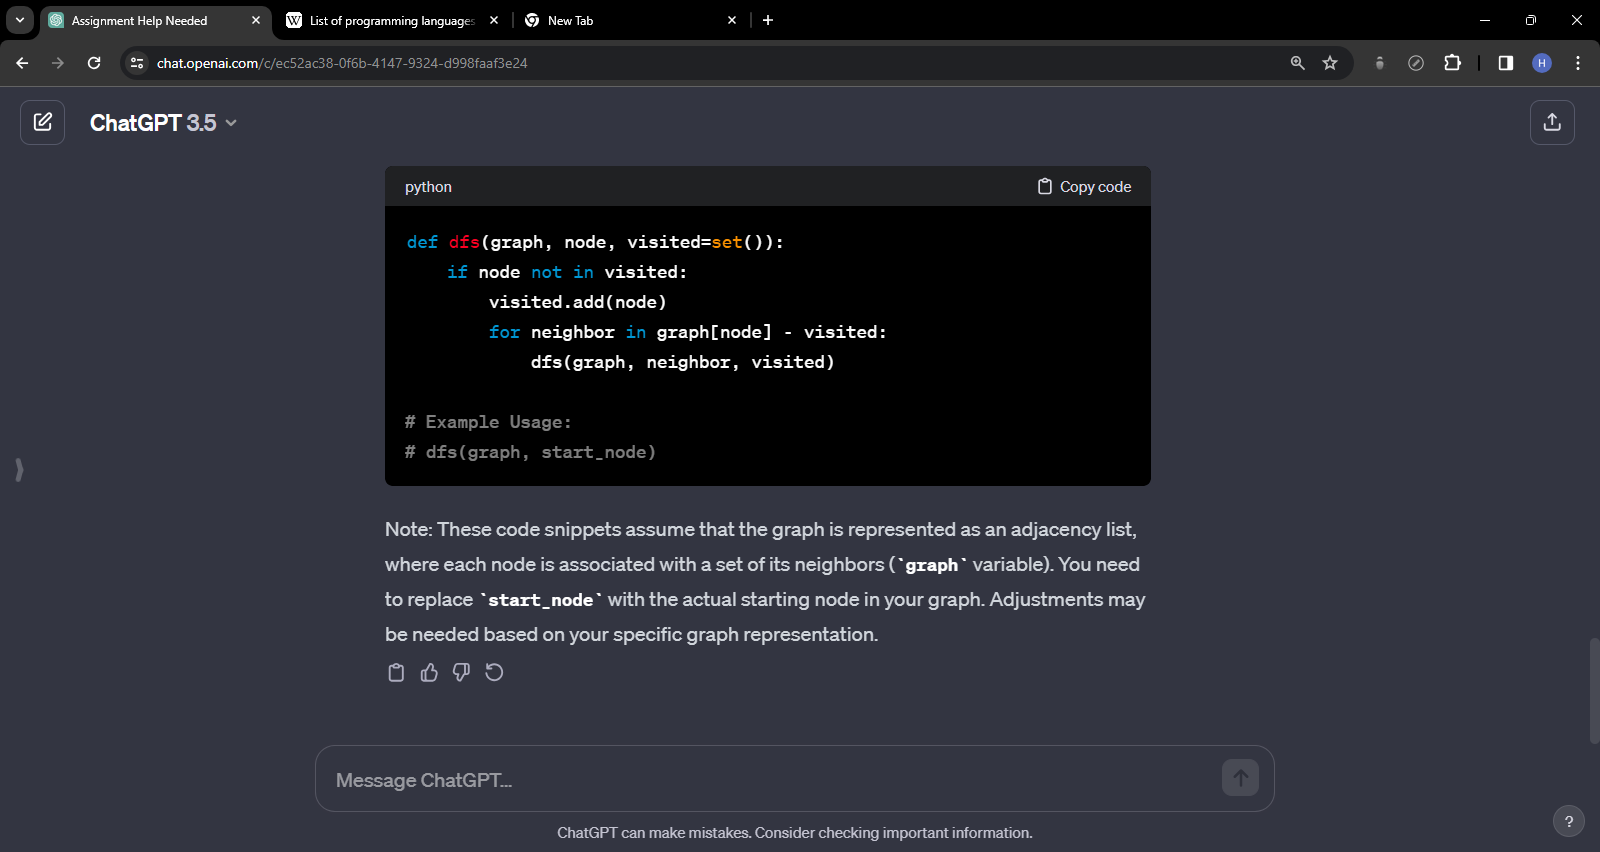 Assignment Help Needed
List of programming languages
New Tab
chat.openai.com/c/ec52ac38-0f6b-4147-9324-d998faaf3e24
H
ChatGPT 3.5
python
Copy code
def dfs(graph, node, visited=set()):
    if node not in visited:
        visited.add(node)
        for neighbor in graph[node] - visited:
            dfs(graph, neighbor, visited)
# Example Usage:
# dfs(graph, start_node)
Note: These code snippets assume that the graph is represented as an adjacency list,
where each node is associated with a set of its neighbors (`graph` variable). You need
to replace `start_node` with the actual starting node in your graph. Adjustments may
be needed based on your specific graph representation.
Message ChatGPT...
ChatGPT can make mistakes. Consider checking important information.
?